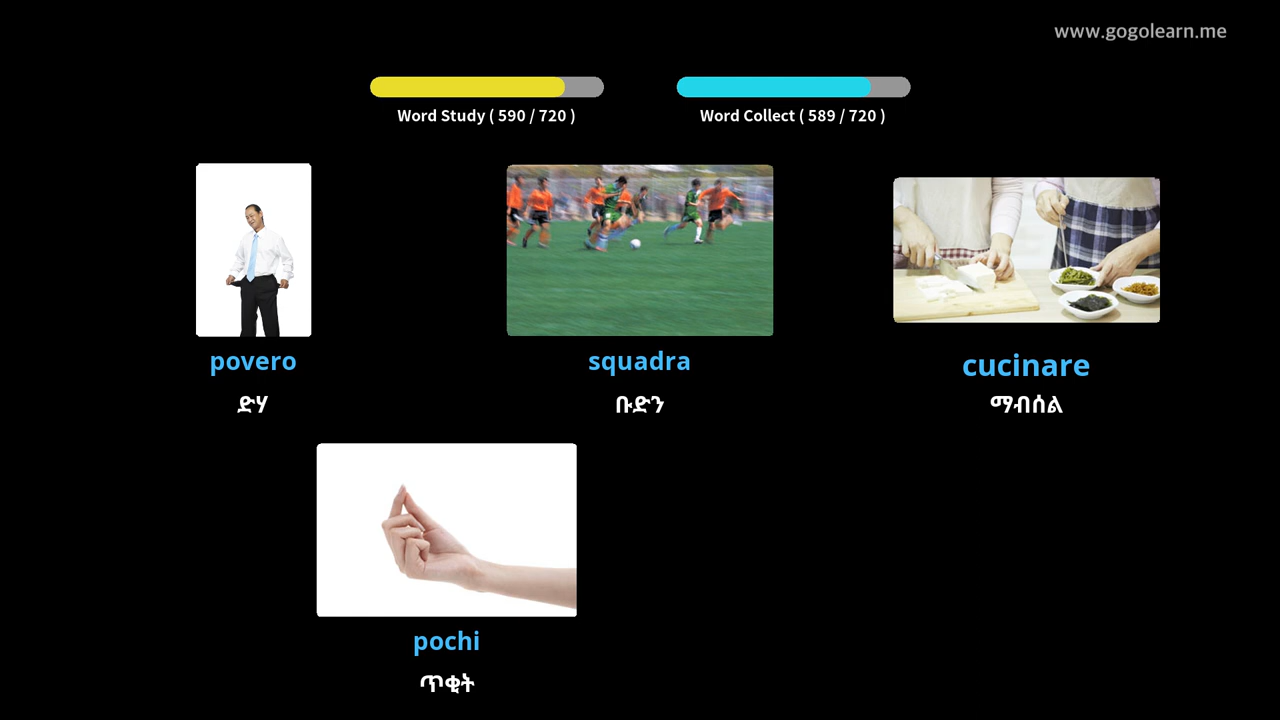 www.gogolearn.me
Word Study ( 590 / 720 )
Word Collect ( 589 / 720 )
povero
ድሃ
squadra
ቡድን
cucinare
ማብሰል
pochi
ጥቂት